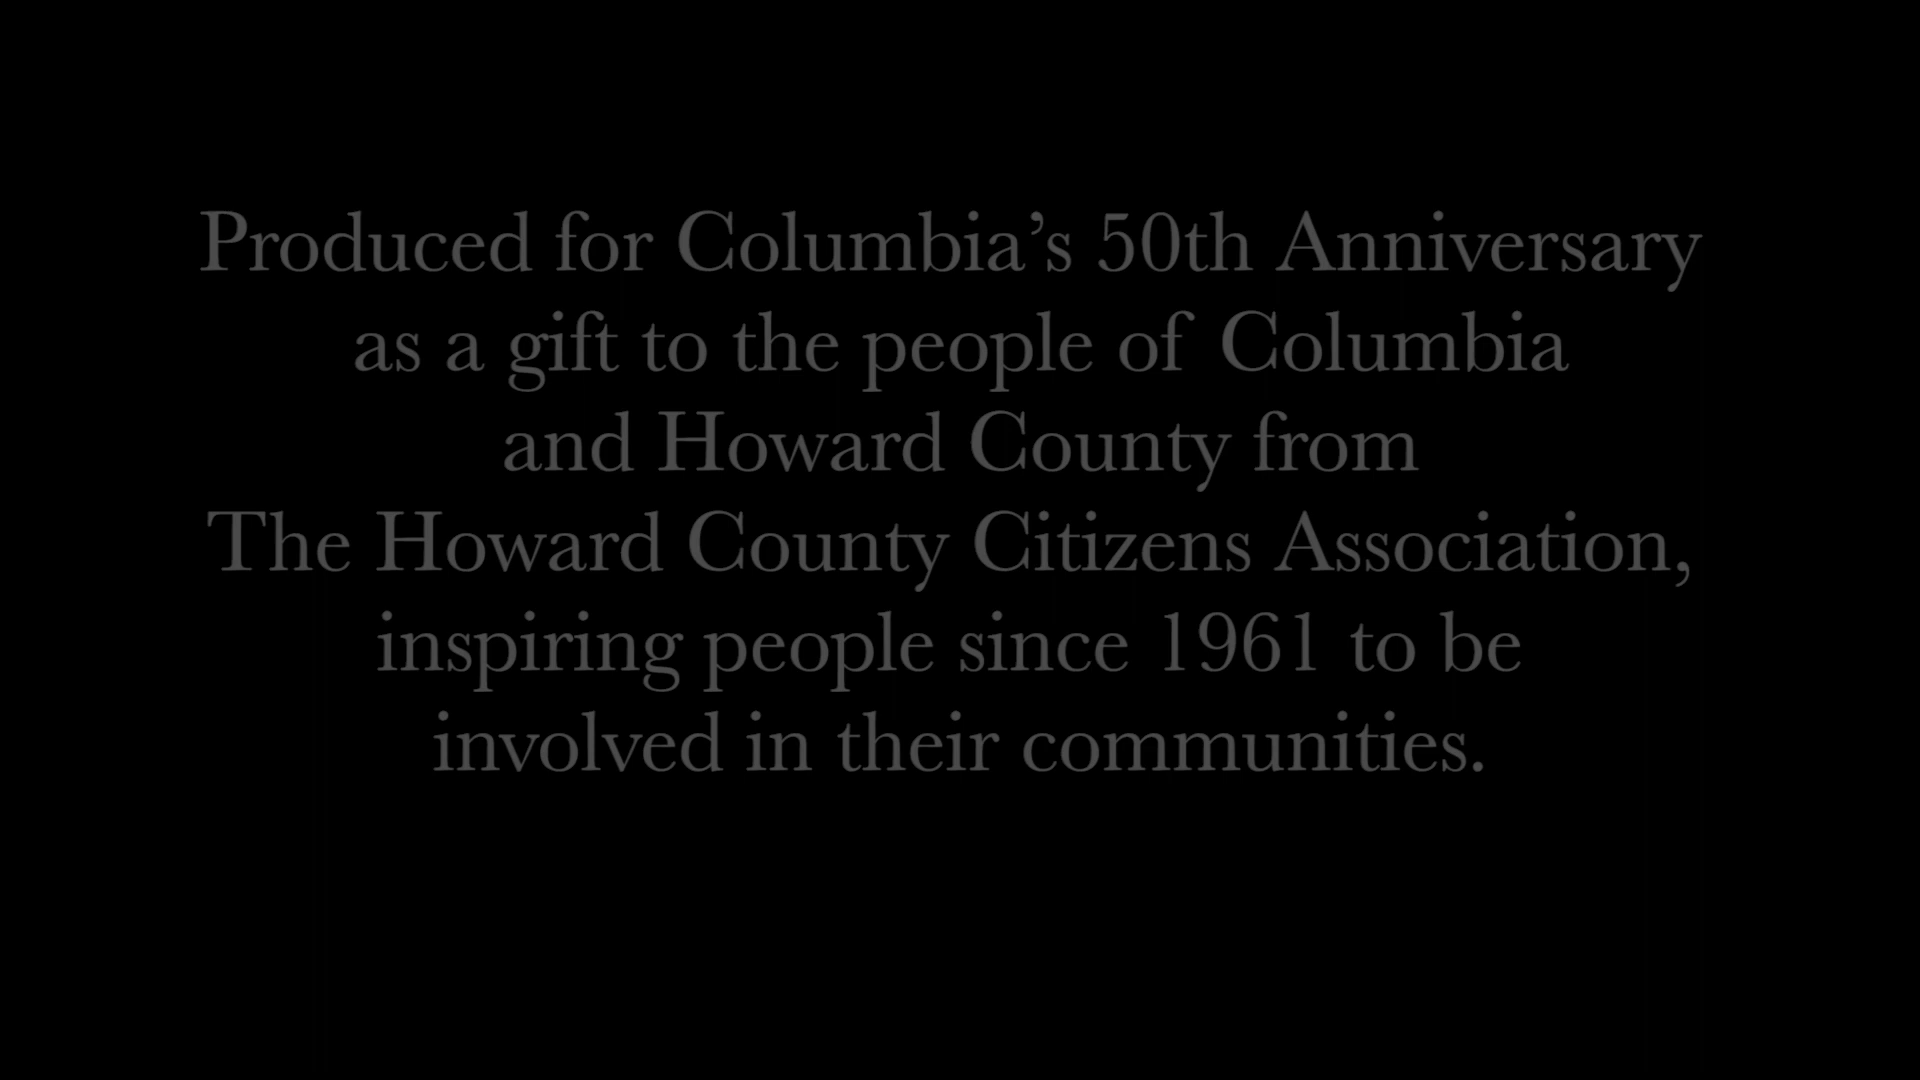 Produced for Columbia’s 50th Anniversary
as a gift to the people of Columbia
and Howard County from
The Howard County Citizens Association,
inspiring people since 1961 to be
involved in their communities.